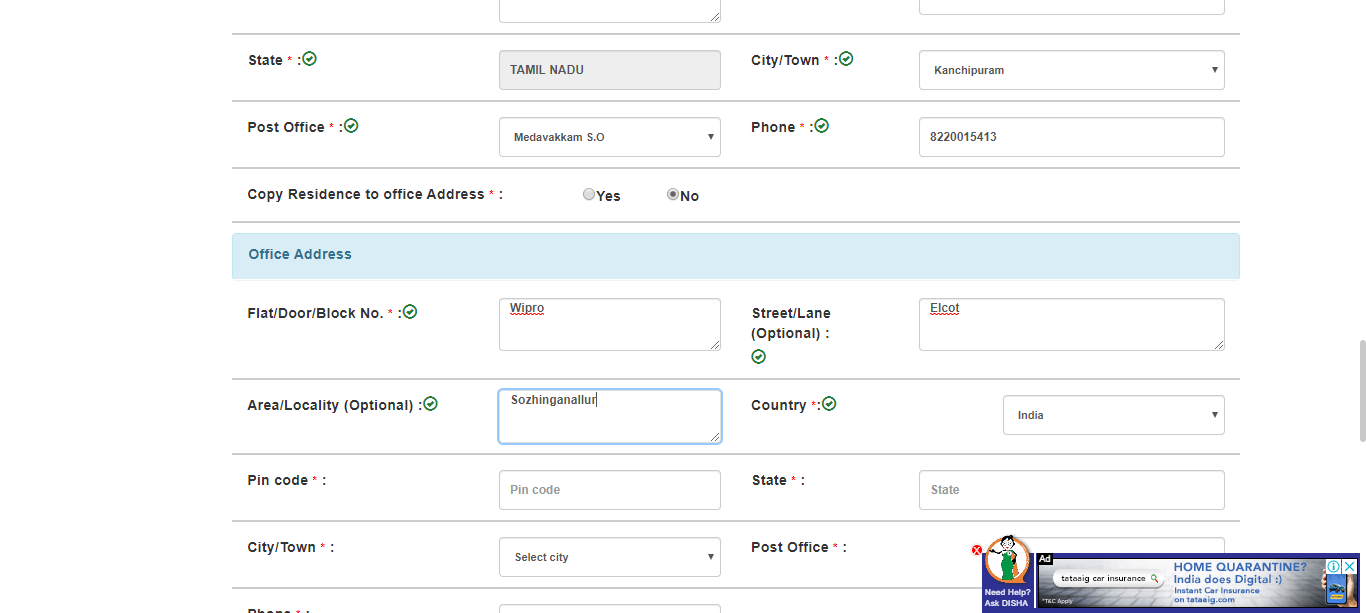 State * :
TAMIL NADU
City/Town * :
Kanchipuram
Post Office * :
Medavakkam S.O
Phone * :
8220015413
Copy Residence to office Address * :
Yes
No
Office Address
Flat/Door/Block No. * :
Wipro
Street/Lane
(Optional) :
Elcot
Area/Locality (Optional) :
Sozhinganallur
Country *:
India
Pin code * :
Pin code
State * :
State
City/Town * :
Select city
Post Office * :
Phone * :
X
Need Help?
Ask DISHA
Ad
tataaig car insurance
*T&C Apply
HOME QUARANTINE?
India does Digital :)
Instant Car Insurance
on tataaig.com